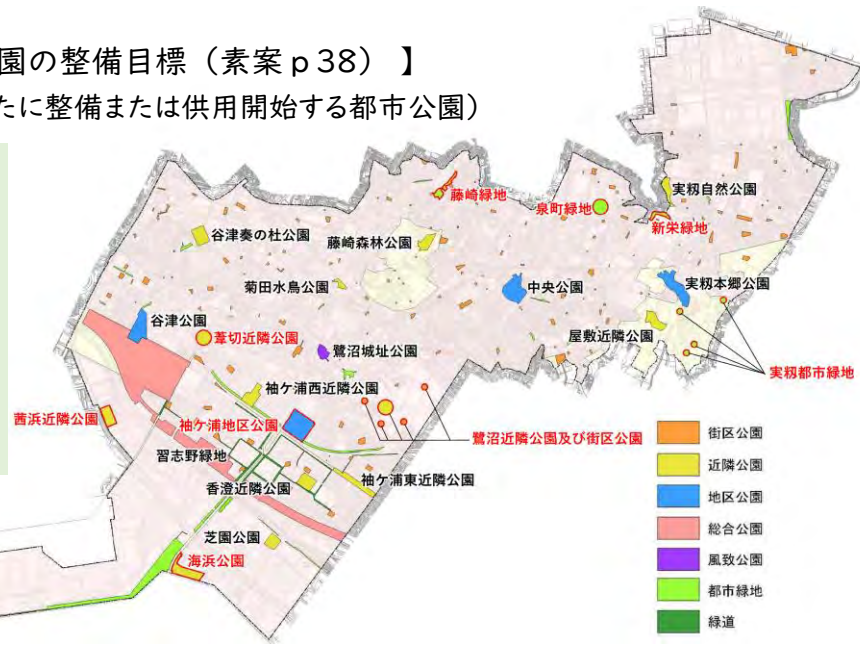 園の整備目標（素案ｐ38）】
たに整備または供用開始する都市公園）
藤崎緑地
泉町緑地
実籾自然公園
新栄緑地
谷津奏の杜公園
藤崎森林公園
菊田水鳥公園
中央公園
実籾本郷公園
谷津公園
葦切近隣公園
鷺沼城址公園
屋敷近隣公園
実籾都市緑地
袖ケ浦西近隣公園
茜浜近隣公園
袖ケ浦地区公園
鷺沼近隣公園及び街区公園
習志野緑地
香澄近隣公園
袖ケ浦東近隣公園
芝園公園
海浜公園
街区公園
近隣公園
地区公園
総合公園
風致公園
都市緑地
緑道